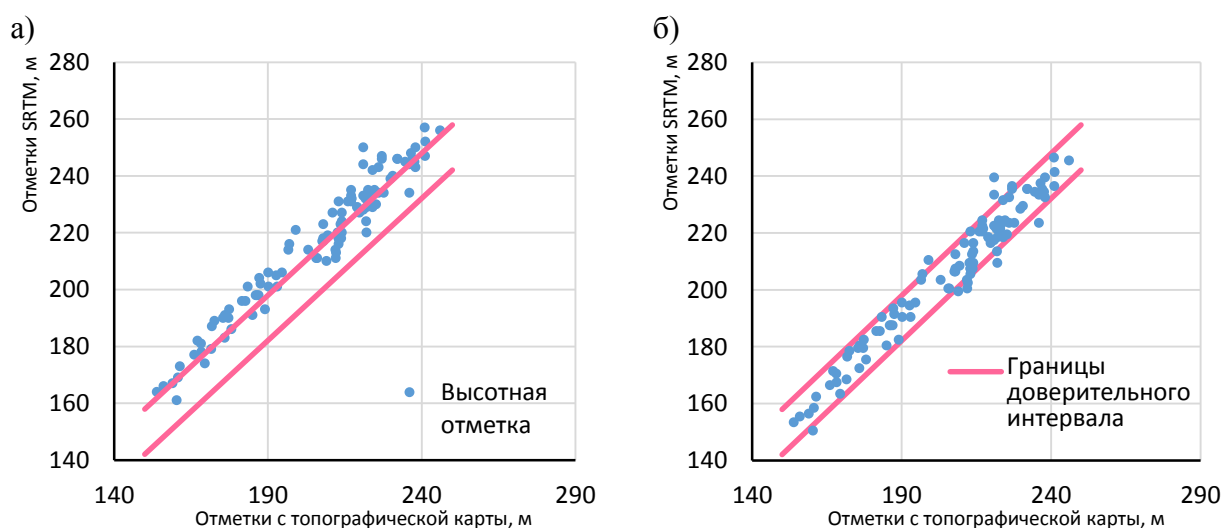 а)
Отметки SRTM, м
280
260
240
220
200
180
160
140
140
190
240
290
Отметки с топографической карты, м
Высотная
отметка
б)
Отметки SRTM, м
280
260
240
220
200
180
160
140
140
190
240
290
Отметки с топографической карты, м
Границы
доверительного
интервала